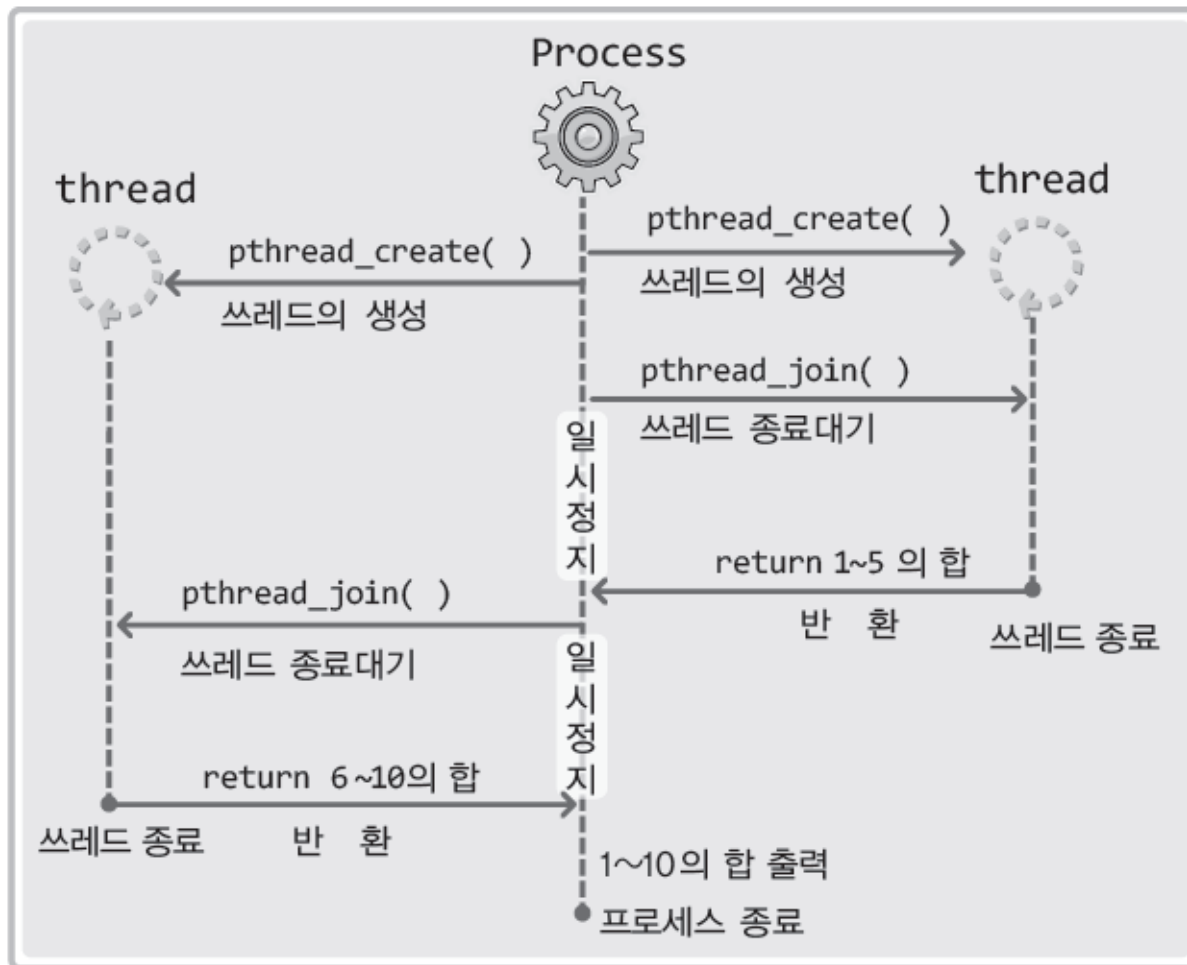 Process
thread
thread
pthread_create( )
pthread_create( )
쓰레드의 생성
쓰레드의 생성
pthread_join( )
쓰레드 종료대기
일시정지
return 1~5 의 합
pthread_join( )
반 환
쓰레드 종료
쓰레드 종료대기
일시정지
return 6~10의 합
쓰레드 종료
반 환
1~10의 합 출력
프로세스 종료